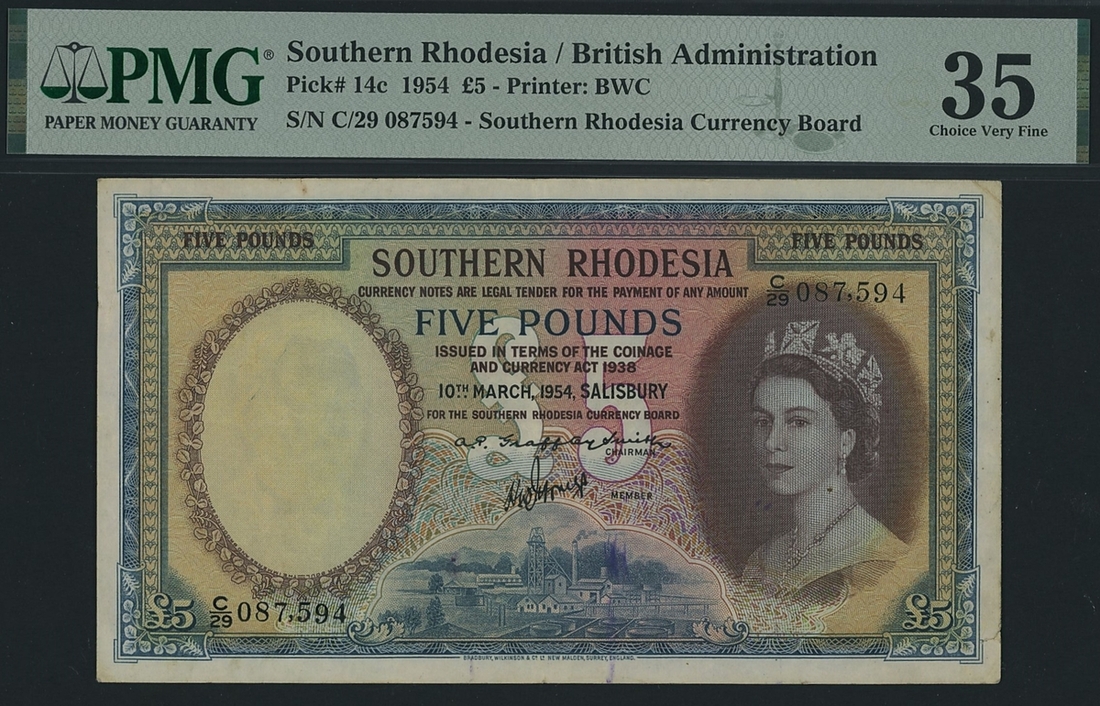 PMG®
PAPER MONEY GUARANTY
Southern Rhodesia / British Administration
Pick# 14c 1954 £5 - Printer: BWC
S/N C/29 087594 - Southern Rhodesia Currency Board
35
Choice Very Fine
FIVE POUNDS
FIVE POUNDS
SOUTHERN RHODESIA
CURRENCY NOTES ARE LEGAL TENDER FOR THE PAYMENT OF ANY AMOUNT
C/29 087,594
FIVE POUNDS
£5
ISSUED IN TERMS OF THE COINAGE
AND CURRENCY ACT 1938
10TH MARCH, 1954, SALISBURY
FOR THE SOUTHERN RHODESIA CURRENCY BOARD
CHAIRMAN
MEMBER
£5
C/29 087,594
£5
BRADBURY, WILKINSON & Cº Lº NEW MALDEN, SURREY, ENGLAND.